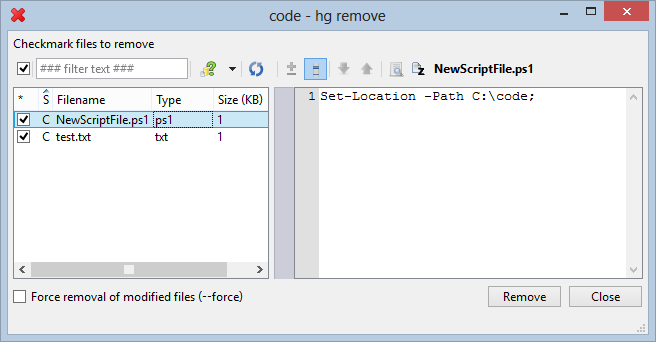 code - hg remove
Checkmark files to remove
### filter text ###
NewScriptFile.ps1
* S Filename Type Size (KB)
C NewScriptFile.ps1 ps1 1
C test.txt txt 1
1 Set-Location -Path C:\code;
Force removal of modified files (--force)
Remove
Close